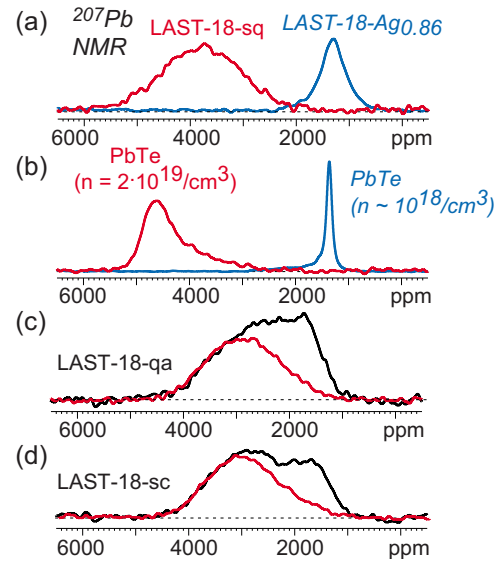 (a)
207Pb
NMR
LAST-18-sq
LAST-18-Ag0.86
6000 4000 2000 ppm
(b)
PbTe
(n = 2·10^19/cm^3)
PbTe
(n ~ 10^18/cm^3)
6000 4000 2000 ppm
(c)
LAST-18-qa
6000 4000 2000 ppm
(d)
LAST-18-sc
6000 4000 2000 ppm